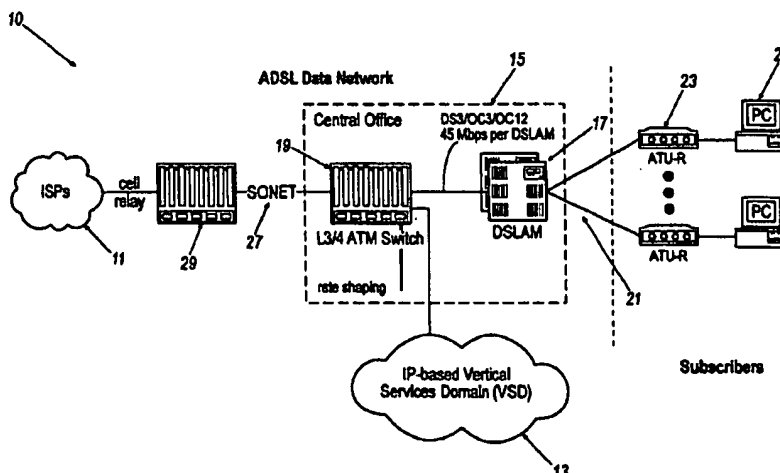 10
ADSL Data Network
15
Central Office
DS3/OC3/OC12
45 Mbps per DSLAM
17
23
2
PC
ATU-R
19
ISPs
cell
relay
SONET
L3/4 ATM Switch
CP
DSLAM
11
29
27
rate shaping
21
PC
ATU-R
IP-based Vertical
Services Domain (VSD)
Subscribers
13